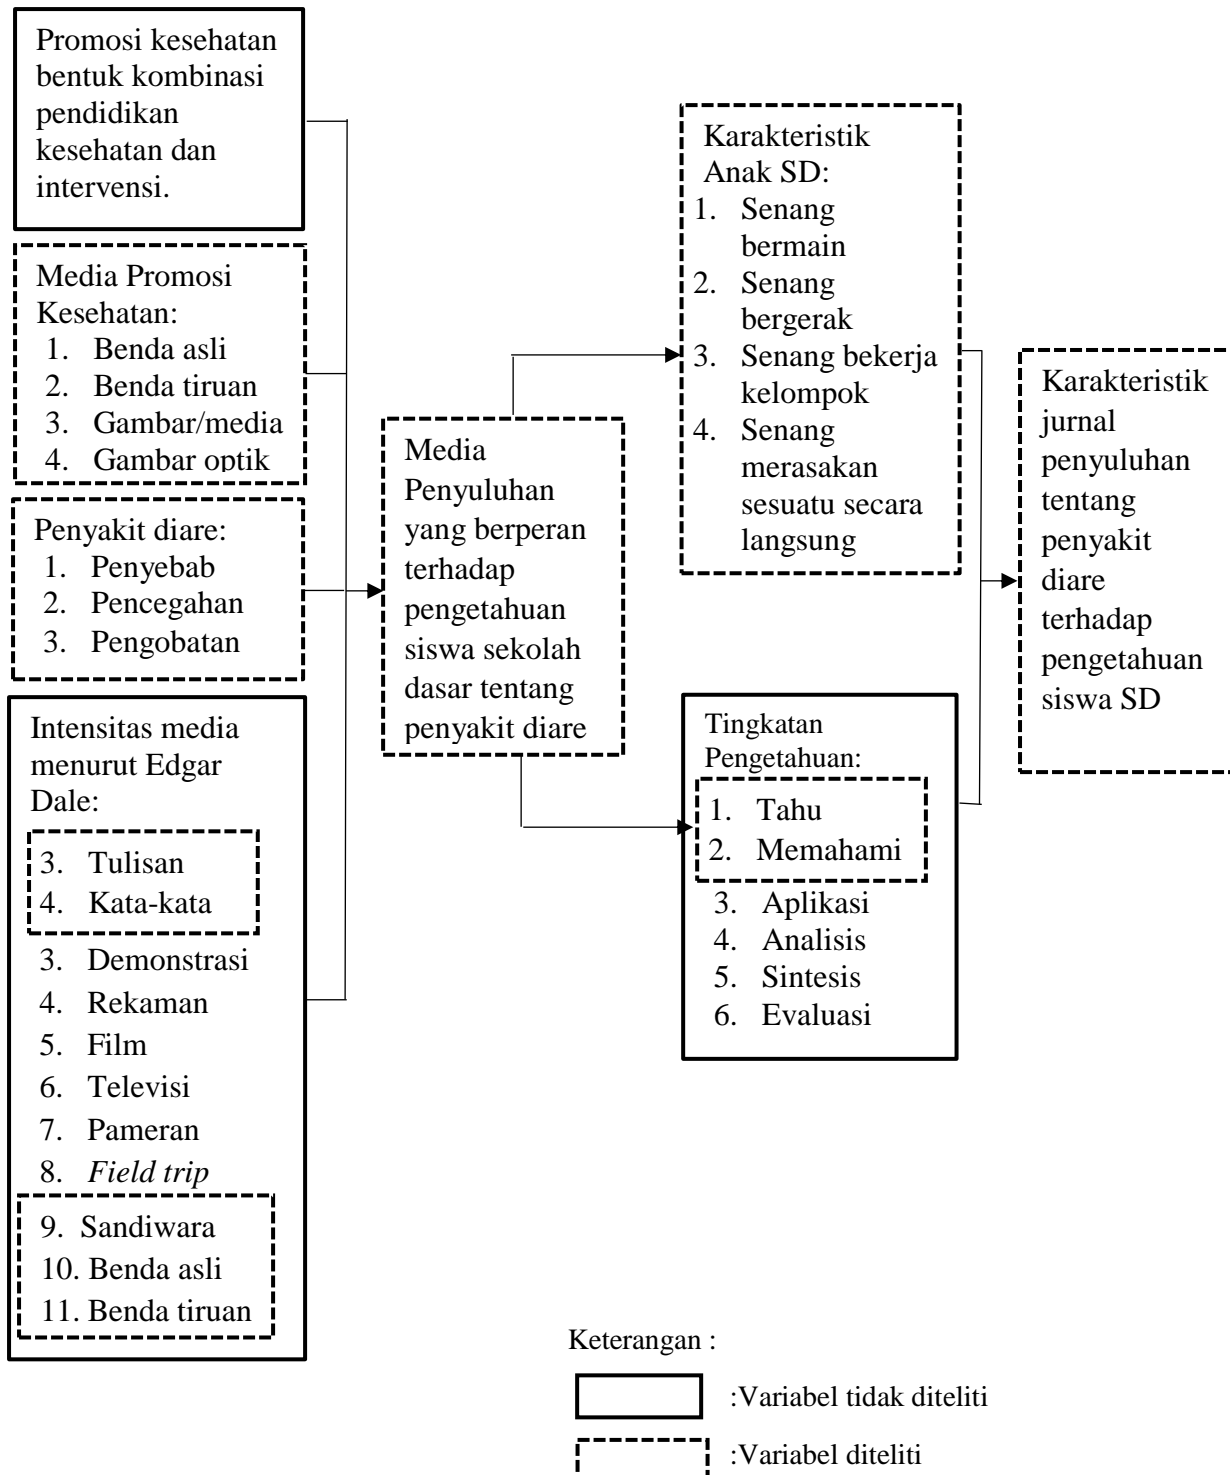 Promosi kesehatan
bentuk kombinasi
pendidikan
kesehatan dan
intervensi.
Media Promosi
Kesehatan:
1. Benda asli
2. Benda tiruan
3. Gambar/media
4. Gambar optik
Penyakit diare:
1. Penyebab
2. Pencegahan
3. Pengobatan
Intensitas media
menurut Edgar
Dale:
3. Tulisan
4. Kata-kata
3. Demonstrasi
4. Rekaman
5. Film
6. Televisi
7. Pameran
8. Field trip
9. Sandiwara
10. Benda asli
11. Benda tiruan
Media
Penyuluhan
yang berperan
terhadap
pengetahuan
siswa sekolah
dasar tentang
penyakit diare
Karakteristik
Anak SD:
1. Senang
bermain
2. Senang
bergerak
3. Senang bekerja
kelompok
4. Senang
merasakan
sesuatu secara
langsung
Tingkatan
Pengetahuan:
1. Tahu
2. Memahami
3. Aplikasi
4. Analisis
5. Sintesis
6. Evaluasi
Karakteristik
jurnal
penyuluhan
tentang
penyakit
diare
terhadap
pengetahuan
siswa SD
Keterangan :
:Variabel tidak diteliti
:Variabel diteliti